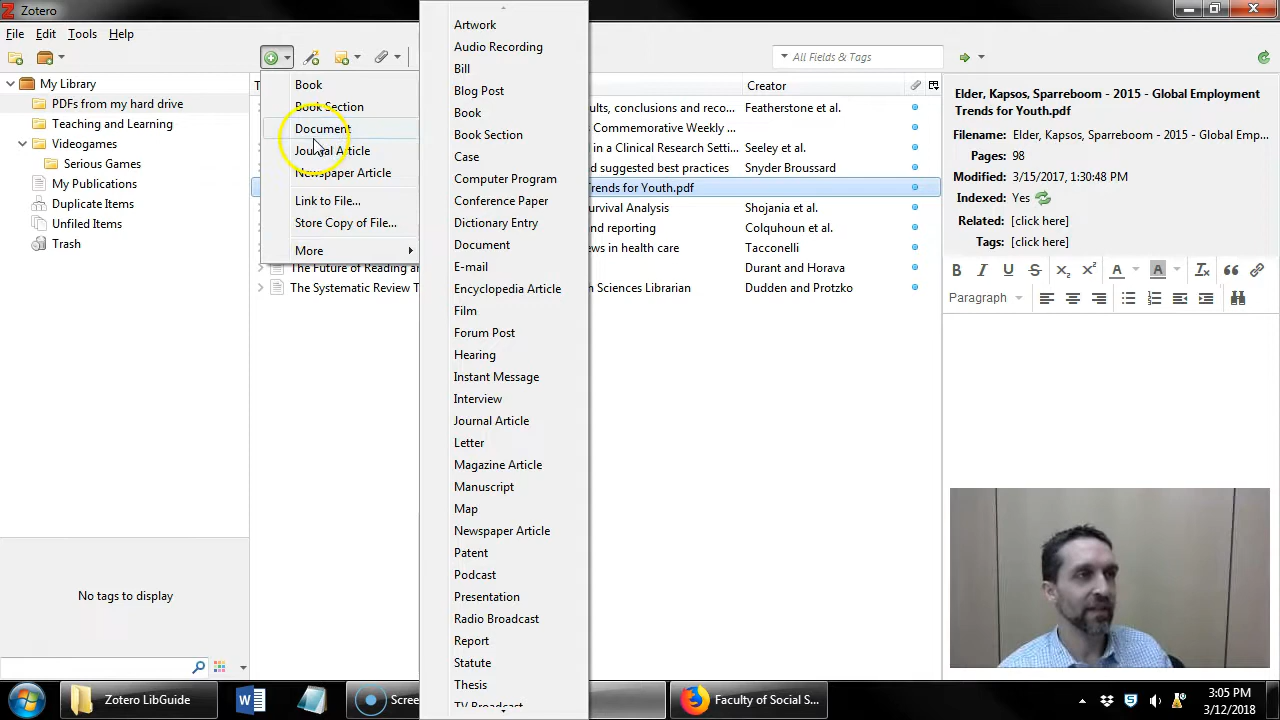 Zotero
File Edit Tools Help
All Fields & Tags
My Library
PDFs from my hard drive
Teaching and Learning
Videogames
Serious Games
My Publications
Duplicate Items
Unfiled Items
Trash
No tags to display
Book
Book Section
Document
Journal Article
Newspaper Article
Link to File...
Store Copy of File...
More
Artwork
Audio Recording
Bill
Blog Post
Book
Book Section
Case
Computer Program
Conference Paper
Dictionary Entry
Document
E-mail
Encyclopedia Article
Film
Forum Post
Hearing
Instant Message
Interview
Journal Article
Letter
Magazine Article
Manuscript
Map
Newspaper Article
Patent
Podcast
Presentation
Radio Broadcast
Report
Statute
Thesis
TV Broadcast
Creator
ults, conclusions and reco... Featherstone et al.
s Commemorative Weekly ...
in a Clinical Research Setti... Seeley et al.
nd suggested best practices Snyder Broussard
Trends for Youth.pdf
urvival Analysis Shojania et al.
nd reporting Colquhoun et al.
ws in health care Tacconelli
The Future of Reading a Durant and Horava
The Systematic Review T h Sciences Librarian Dudden and Protzko
Elder, Kapsos, Sparreboom - 2015 - Global Employment
Trends for Youth.pdf
Filename: Elder, Kapsos, Sparreboom - 2015 - Global Emp...
Pages: 98
Modified: 3/15/2017, 1:30:48 PM
Indexed: Yes
Related: [click here]
Tags: [click here]
B I U S X₂ X² A A
Paragraph
Zotero LibGuide
Scree
Faculty of Social S...
3:05 PM
3/12/2018